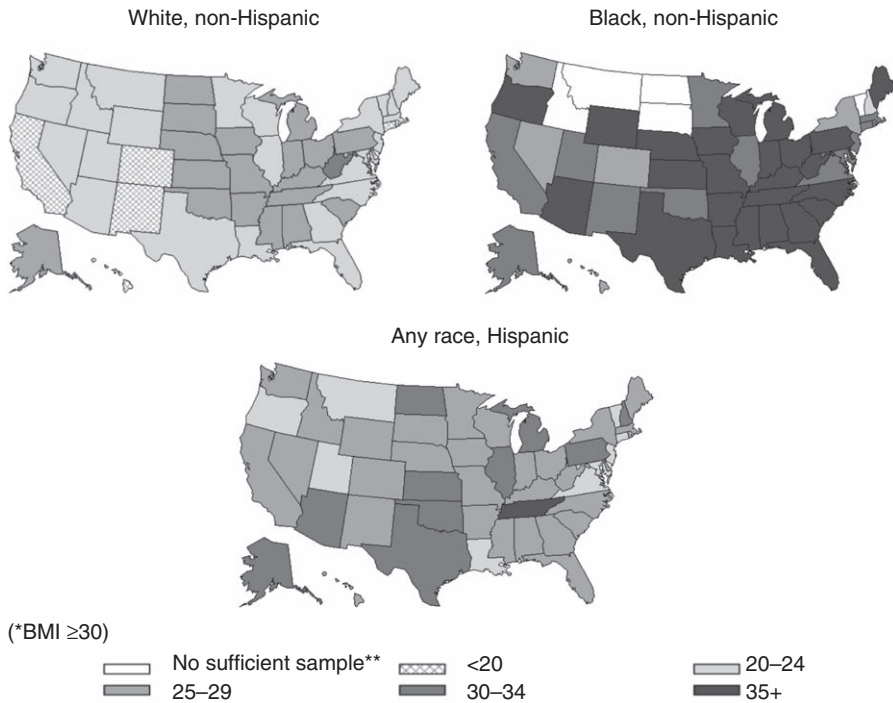 White, non-Hispanic
Black, non-Hispanic
Any race, Hispanic
(*BMI ≥30)
No sufficient sample** <20 20–24
25–29 30–34 35+